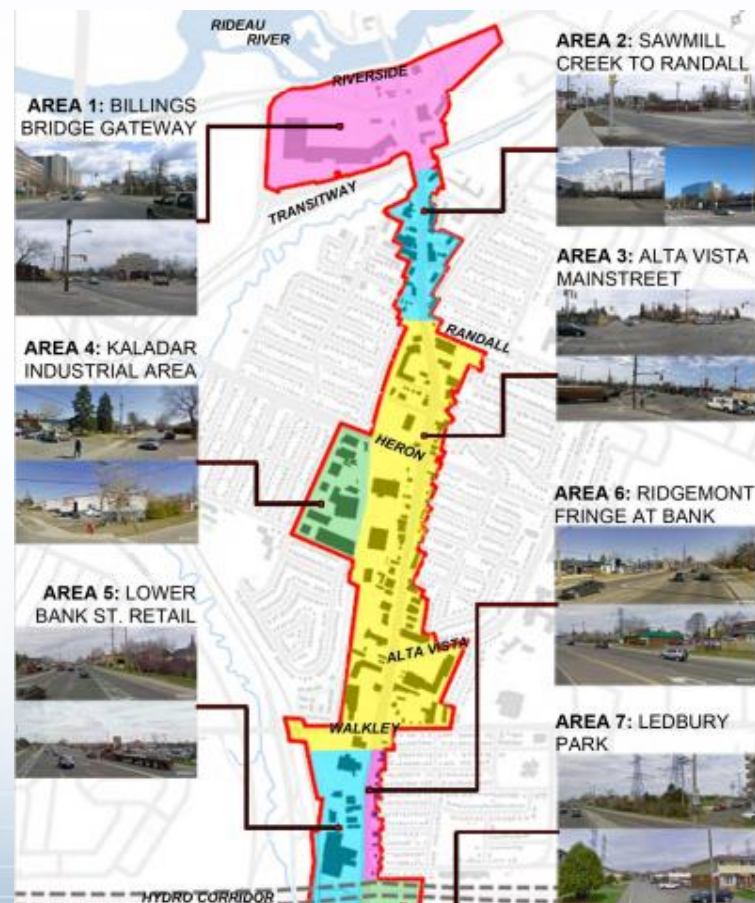 RIDEAU
RIVER
RIVERSIDE
AREA 2: SAWMILL
CREEK TO RANDALL
AREA 1: BILLINGS
BRIDGE GATEWAY
TRANSITWAY
AREA 3: ALTA VISTA
MAINSTREET
RANDALL
AREA 4: KALADAR
INDUSTRIAL AREA
HERON
AREA 6: RIDGEMONT
FRINGE AT BANK
AREA 5: LOWER
BANK ST. RETAIL
ALTA VISTA
WALKLEY
AREA 7: LEDBURY
PARK
HYDRO CORRIDOR